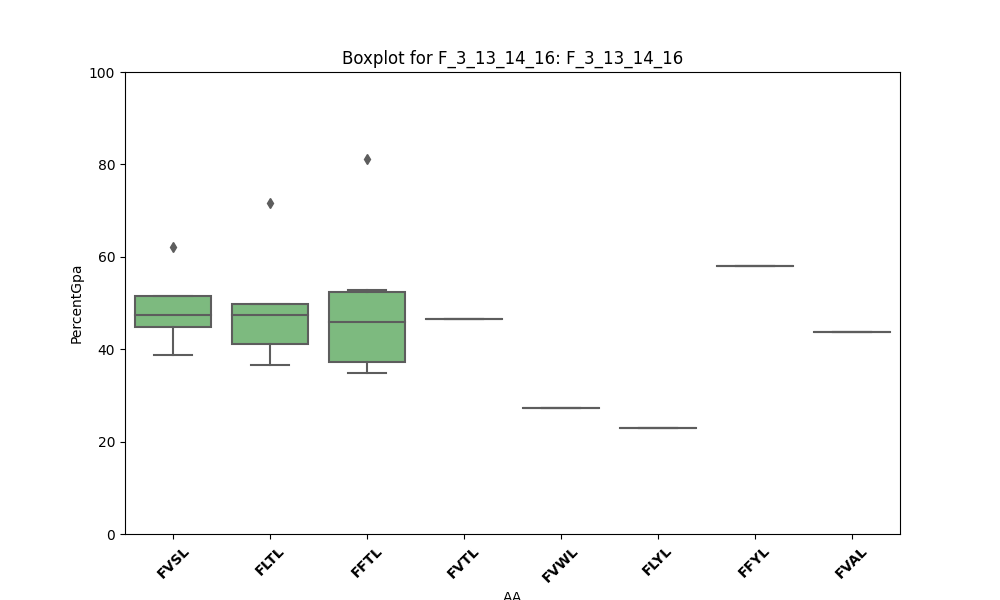 Boxplot for F_3_13_14_16: F_3_13_14_16
PercentGpa
100
80
60
40
20
0
FVSL
FLTL
FFTL
FVTL
FVWL
FLYL
FFYL
FVAL
AA